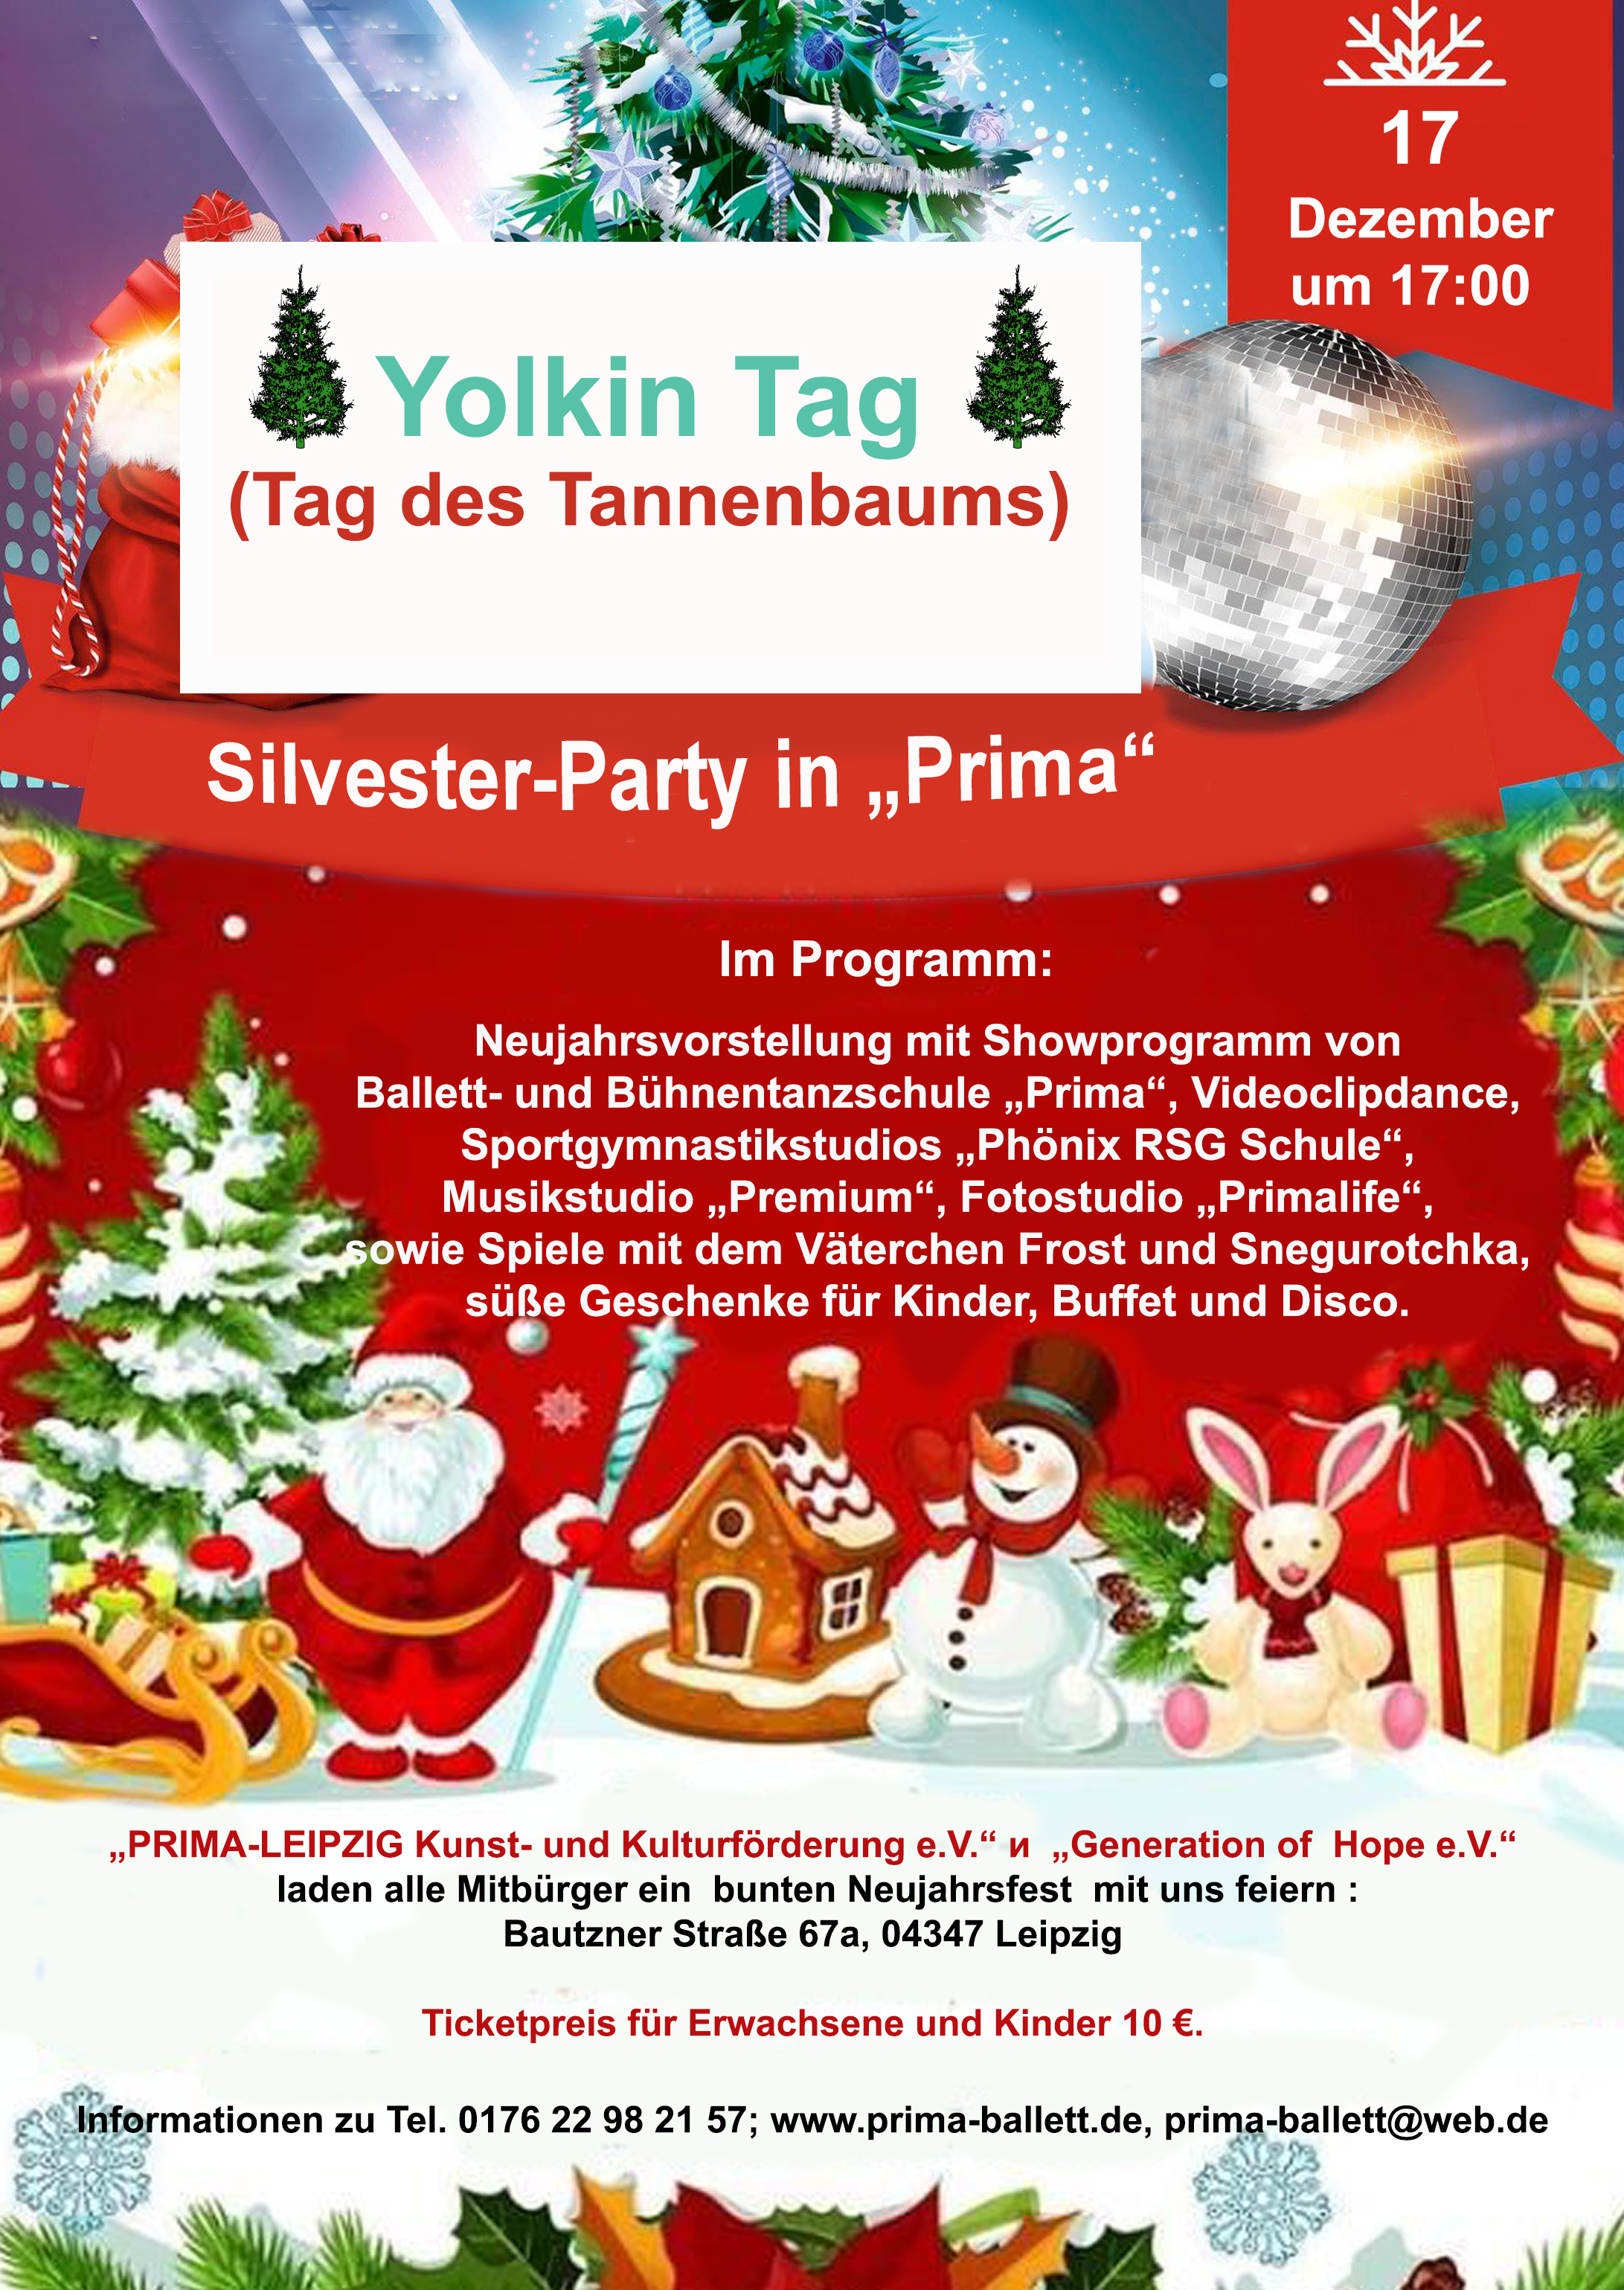 17
Dezember
um 17:00
Yolkin Tag
(Tag des Tannenbaums)
Silvester-Party in „Prima“
Im Programm:
Neujahrsvorstellung mit Showprogramm von
Ballett- und Bühnentanzschule „Prima“, Videoclipdance,
Sportgymnastikstudios „Phönix RSG Schule“,
Musikstudio „Premium“, Fotostudio „Primalife“,
sowie Spiele mit dem Väterchen Frost und Snegurotchka,
süße Geschenke für Kinder, Buffet und Disco.
„PRIMA-LEIPZIG Kunst- und Kulturförderung e.V.“ и „Generation of Hope e.V.“
laden alle Mitbürger ein bunten Neujahrsfest mit uns feiern :
Bautzner Straße 67a, 04347 Leipzig
Ticketpreis für Erwachsene und Kinder 10 €.
Informationen zu Tel. 0176 22 98 21 57; www.prima-ballett.de, prima-ballett@web.de